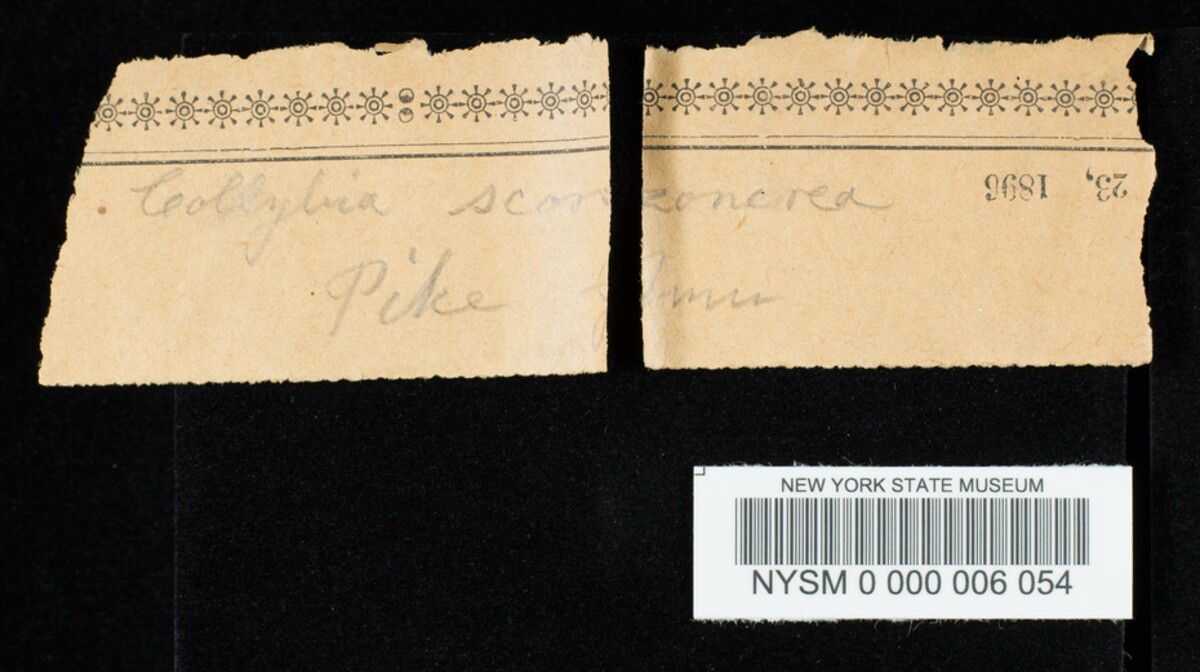 Collybia scorzonerea
Pike
23, 1896
NEW YORK STATE MUSEUM
NYSM 0 000 006 054